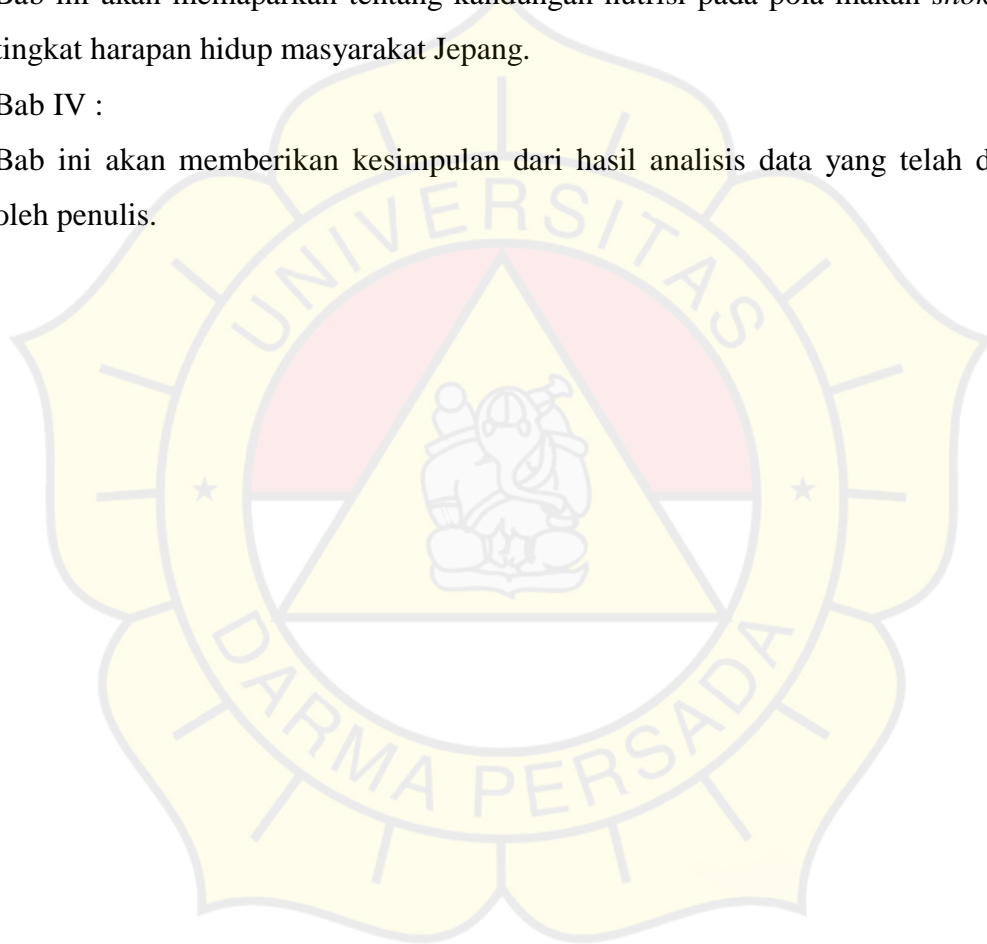 Bab ini akan memaparkan tentang kandungan nutrisi pada pola makan
tingkat harapan hidup masyarakat Jepang.
Bab IV :
Bab ini akan memberikan kesimpulan dari hasil analisis data yang telah
oleh penulis.
UNIVERSITAS
DARMA PERSADA